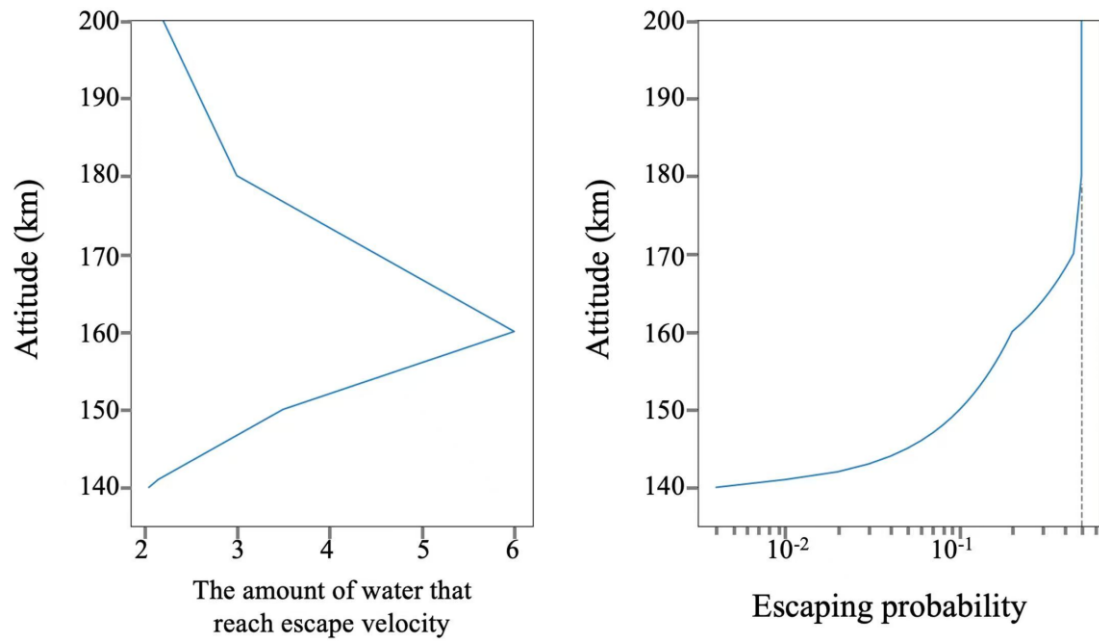 200
190
180
170
160
150
140
Attitude (km)
2 3 4 5 6
The amount of water that
reach escape velocity
200
190
180
170
160
150
140
Attitude (km)
10-2 10-1
Escaping probability